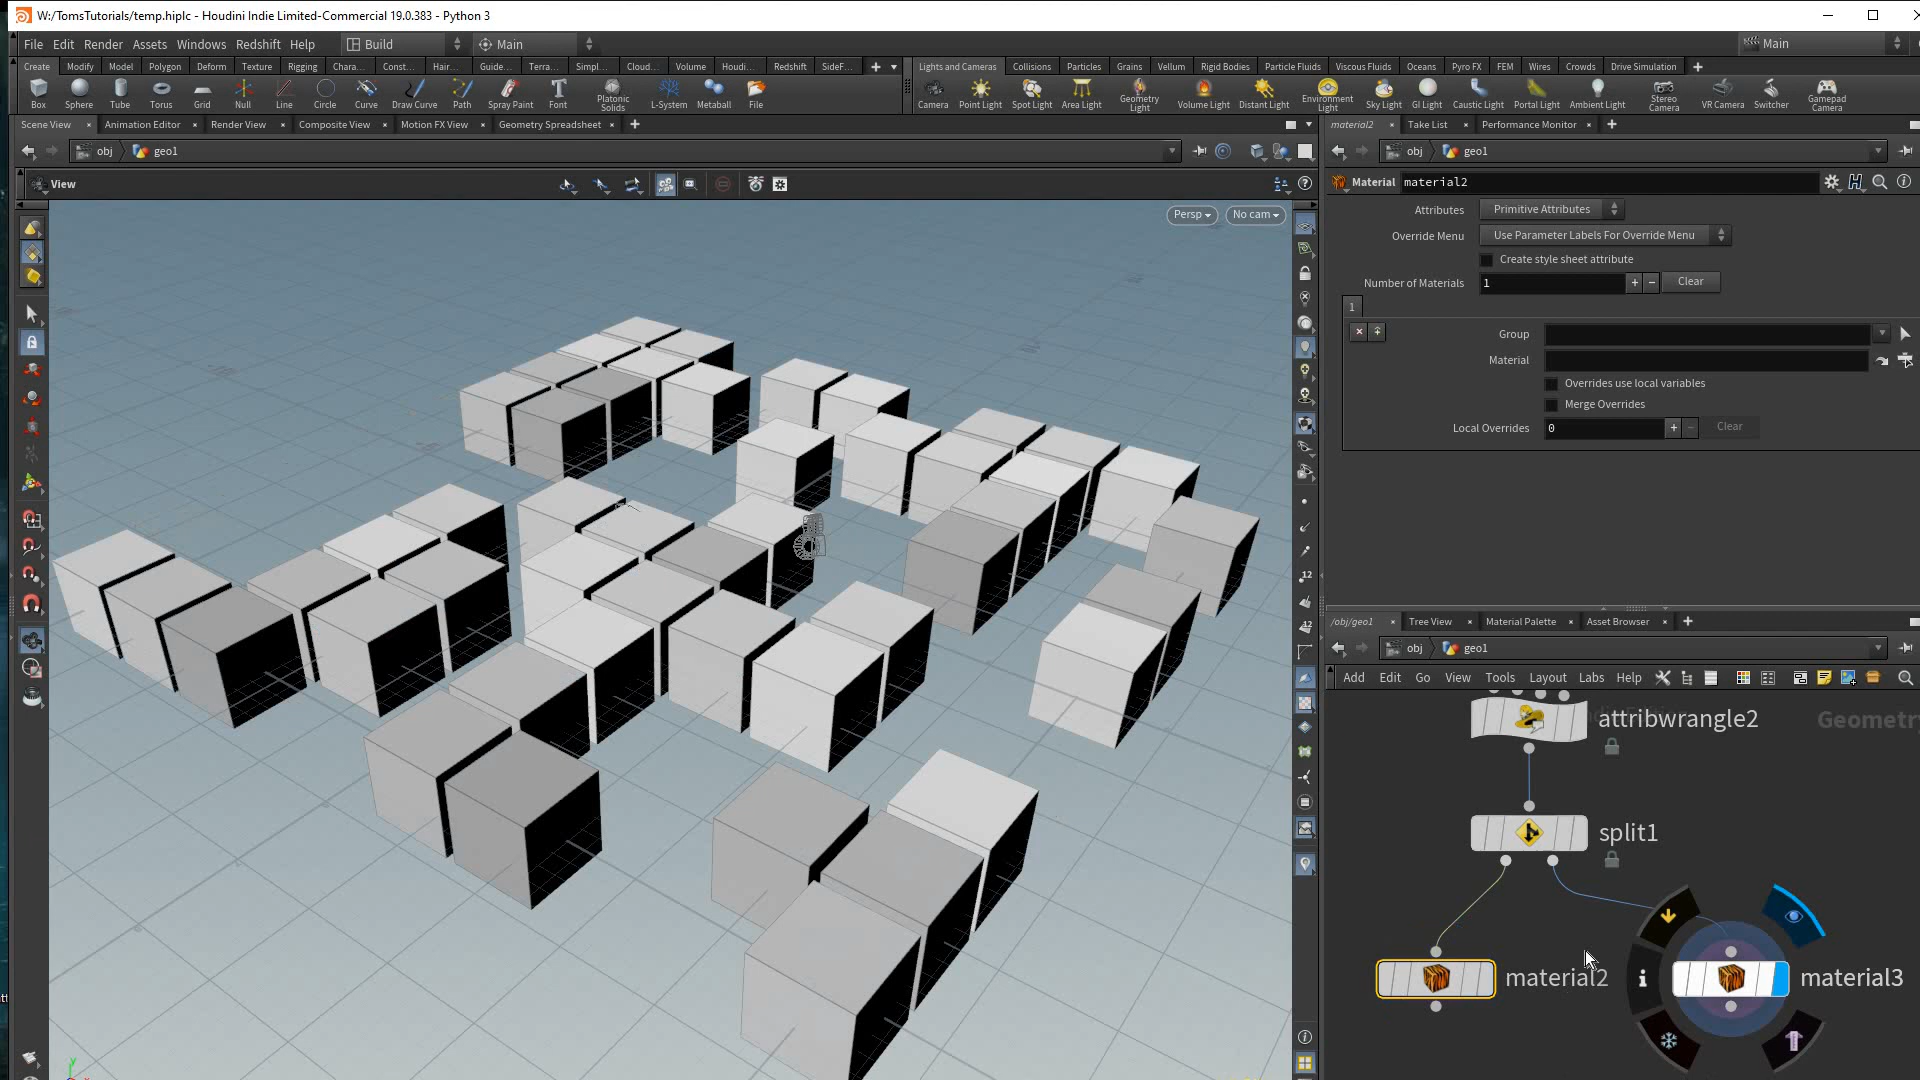 W:/TomsTutorials/temp.hiplc - Houdini Indie Limited-Commercial 19.0.383 - Python 3
File Edit Render Assets Windows Redshift Help Build Main Main
Create Modify Model Polygon Deform Texture Rigging Chara... Const... Hair... Guide... Terra... Simpl... Cloud... Volume Houdi... Redshift SideF...
Lights and Cameras Collisions Particles Grains Vellum Rigid Bodies Particle Fluids Viscous Fluids Oceans Pyro FX FEM Wires Crowds Drive Simulation
Box Sphere Tube Torus Grid Null Line Circle Curve Draw Curve Path Spray Paint Font Platonic Solids L-System Metaball File
Camera Point Light Spot Light Area Light Geometry Light Volume Light Distant Light Environment Light Sky Light GI Light Caustic Light Portal Light Ambient Light Stereo Camera VR Camera Switcher Gamepad Camera
Scene View Animation Editor Render View Composite View Motion FX View Geometry Spreadsheet
material2 Take List Performance Monitor
obj geo1
obj geo1
View
Persp No cam
Material material2
Attributes Primitive Attributes
Override Menu Use Parameter Labels For Override Menu
Create style sheet attribute
Number of Materials 1 Clear
1
Group
Material
Overrides use local variables
Merge Overrides
Local Overrides 0 Clear
/obj/geo1 Tree View Material Palette Asset Browser
obj geo1
Add Edit Go View Tools Layout Labs Help
attribwrangle2
Geometry
split1
material2
material3
12
12
y